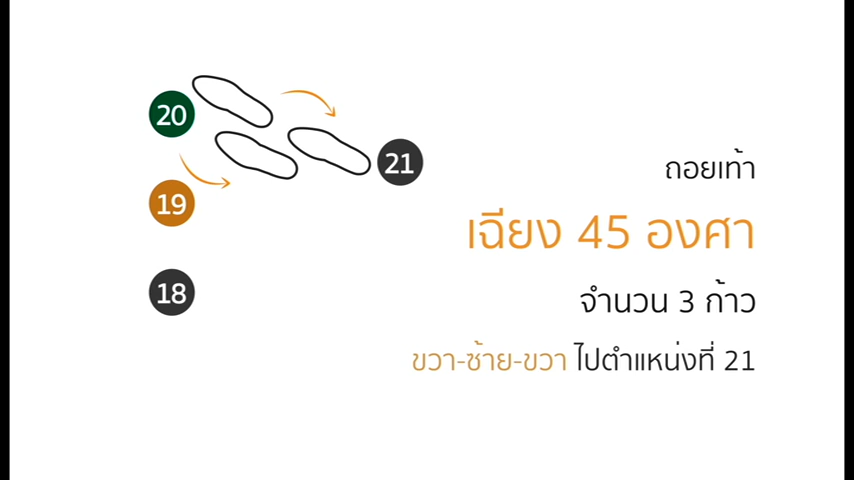 20
21
19
18
ถอยเท้า
เฉียง 45 องศา
จำนวน 3 ก้าว
ขวา-ซ้าย-ขวา ไปตำแหน่งที่ 21